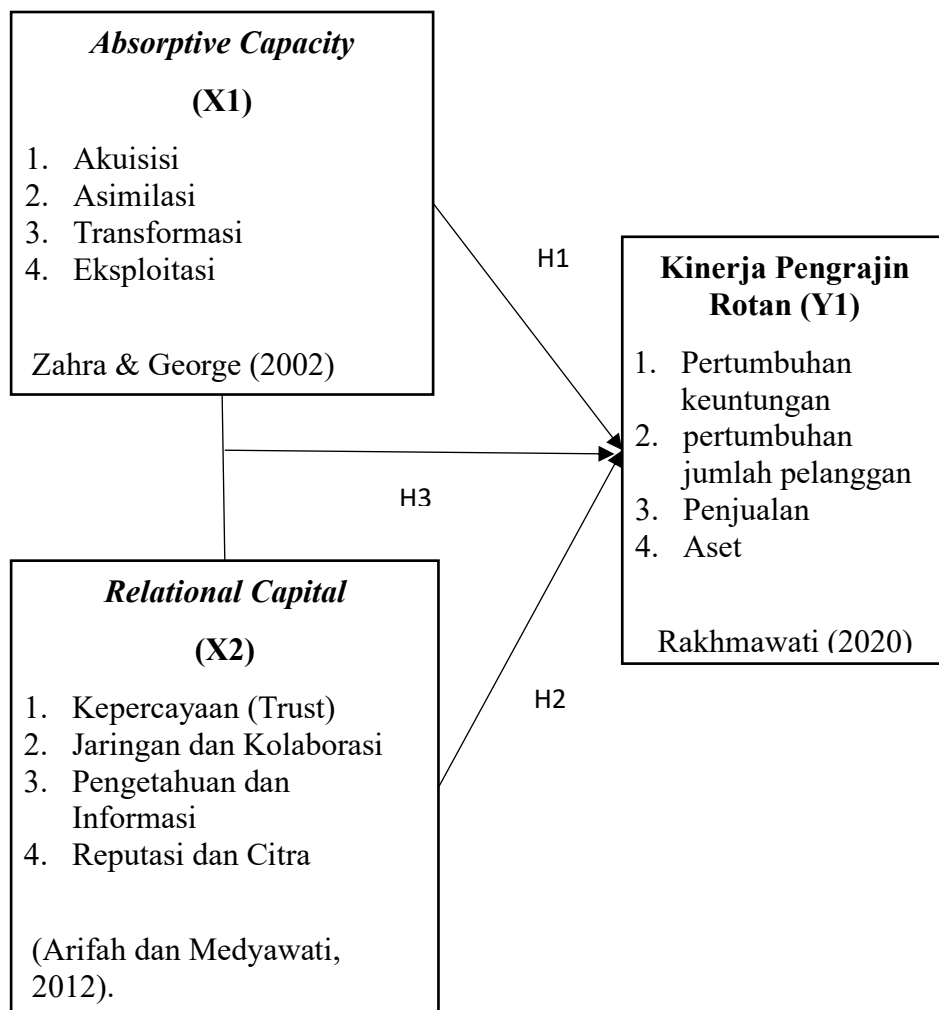 Absorptive Capacity
(X1)
1. Akuisisi
2. Asimilasi
3. Transformasi
4. Eksploitasi
Zahra & George (2002)
H1
Kinerja Pengrajin
Rotan (Y1)
1. Pertumbuhan
keuntungan
2. pertumbuhan
jumlah pelanggan
3. Penjualan
4. Aset
Rakhmawati (2020)
H3
Relational Capital
(X2)
1. Kepercayaan (Trust)
2. Jaringan dan Kolaborasi
3. Pengetahuan dan
Informasi
4. Reputasi dan Citra
(Arifah dan Medyawati,
2012).
H2